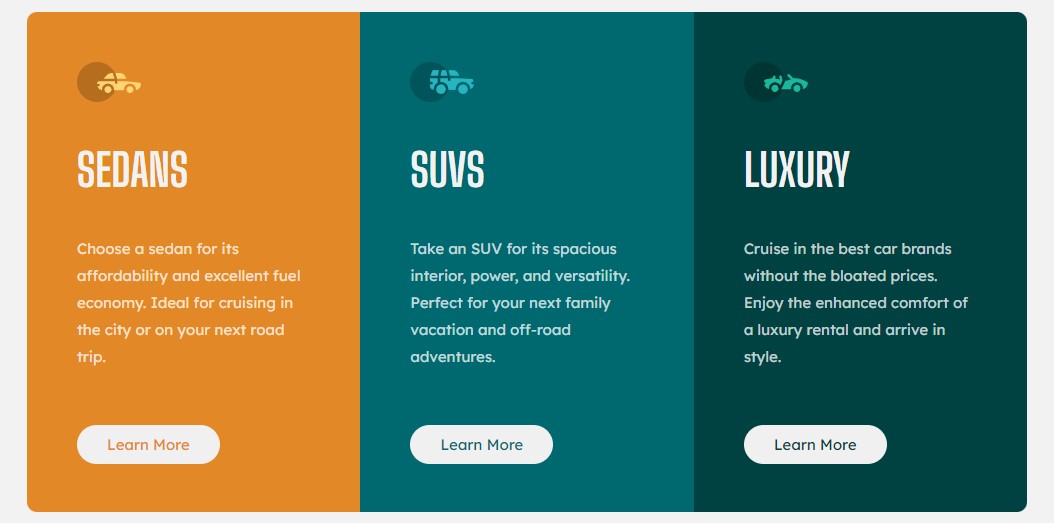 SEDANS
Choose a sedan for its
affordability and excellent fuel
economy. Ideal for cruising in
the city or on your next road
trip.
Learn More
SUVS
Take an SUV for its spacious
interior, power, and versatility.
Perfect for your next family
vacation and off-road
adventures.
Learn More
LUXURY
Cruise in the best car brands
without the bloated prices.
Enjoy the enhanced comfort of
a luxury rental and arrive in
style.
Learn More